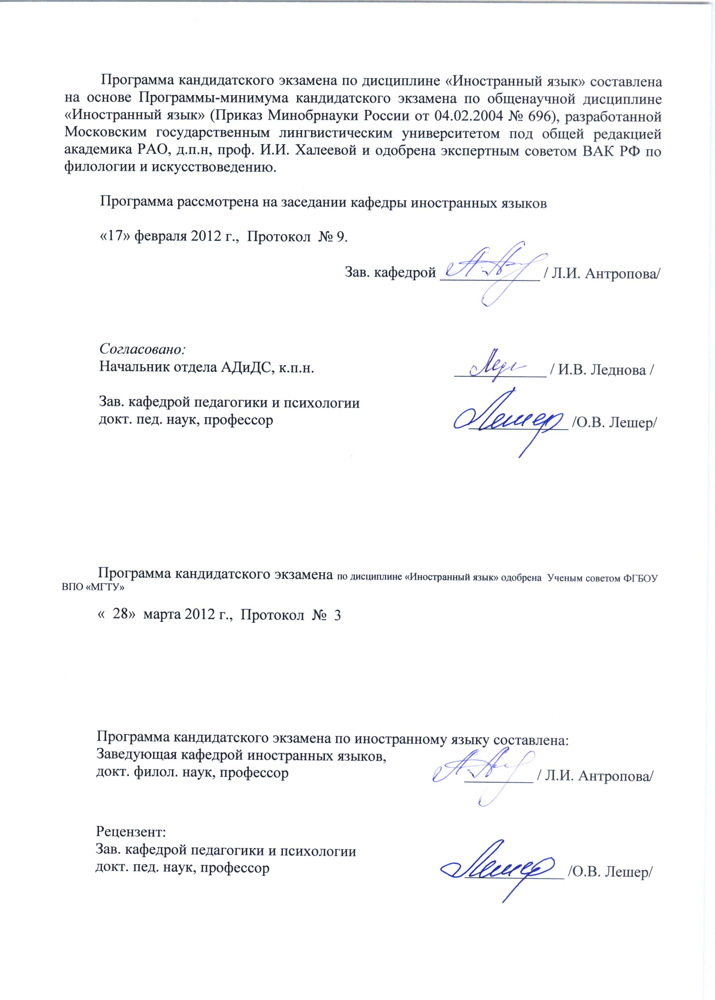 Программа кандидатского экзамена по дисциплине «Иностранный язык» составлена
на основе Программы-минимума кандидатского экзамена по общенаучной дисциплине
«Иностранный язык» (Приказ Минобрнауки России от 04.02.2004 № 696), разработанной
Московским государственным лингвистическим университетом под общей редакцией
академика РАО, д.п.н, проф. И.И. Халеевой и одобрена экспертным советом ВАК РФ по
филологии и искусствоведению.
Программа рассмотрена на заседании кафедры иностранных языков
«17» февраля 2012 г., Протокол № 9.
Зав. кафедрой / Л.И. Антропова/
Согласовано:
Начальник отдела АДиДС, к.п.н. / И.В. Леднова /
Зав. кафедрой педагогики и психологии
докт. пед. наук, профессор Лешер /О.В. Лешер/
Программа кандидатского экзамена по дисциплине «Иностранный язык» одобрена Ученым советом ФГБОУ
ВПО «МГТУ»
« 28» марта 2012 г., Протокол № 3
Программа кандидатского экзамена по иностранному языку составлена:
Заведующая кафедрой иностранных языков,
докт. филол. наук, профессор / Л.И. Антропова/
Рецензент:
Зав. кафедрой педагогики и психологии
докт. пед. наук, профессор Лешер /О.В. Лешер/